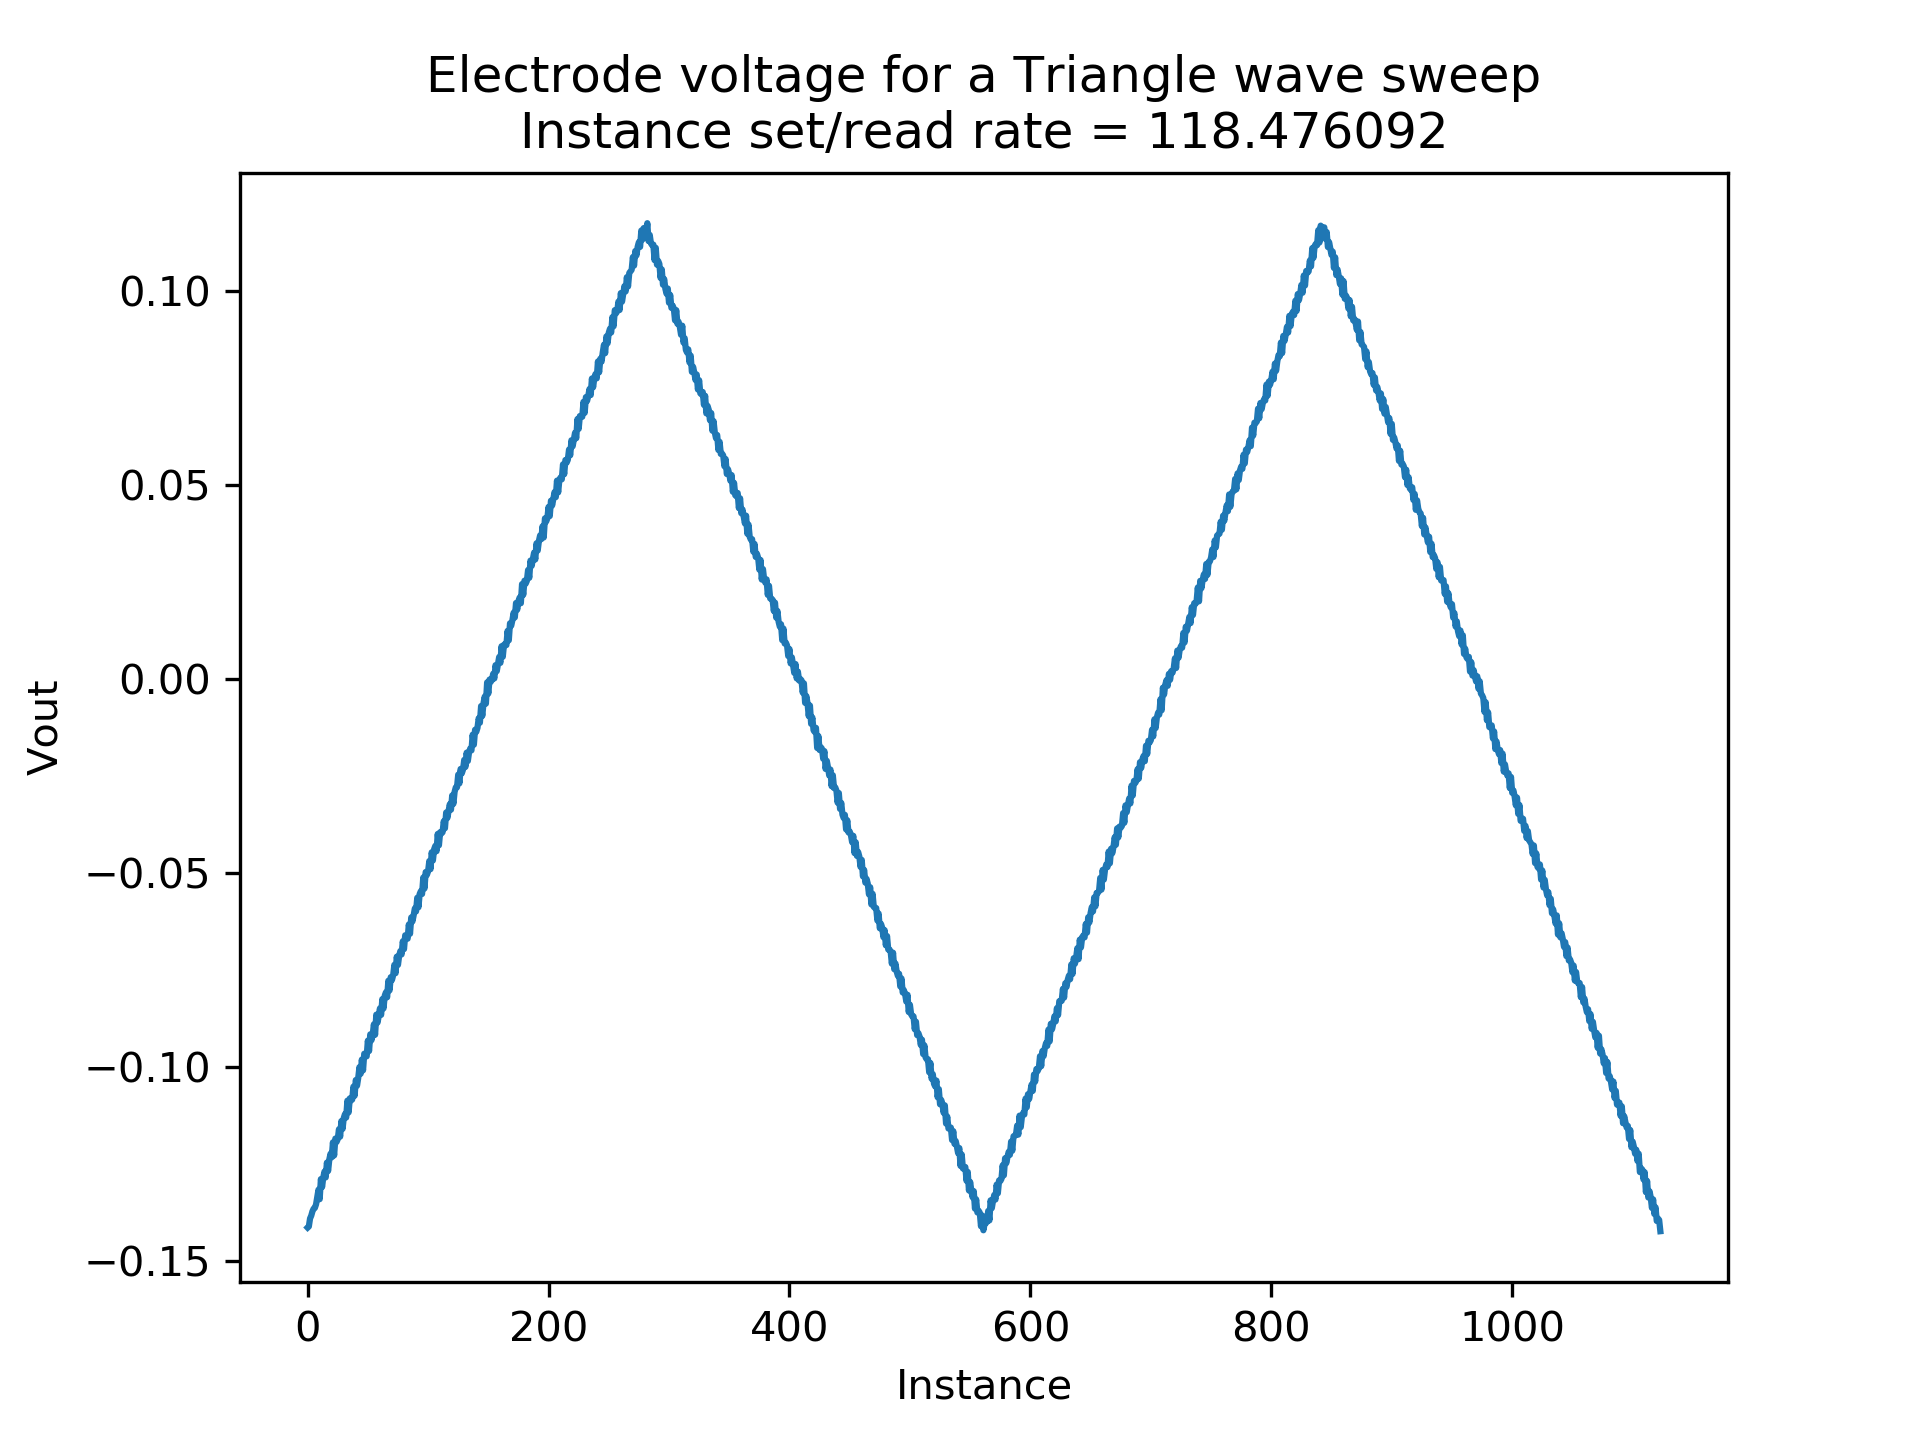 Electrode voltage for a Triangle wave sweep
Instance set/read rate = 118.476092
0.10
0.05
0.00
−0.05
−0.10
−0.15
Vout
0 200 400 600 800 1000
Instance